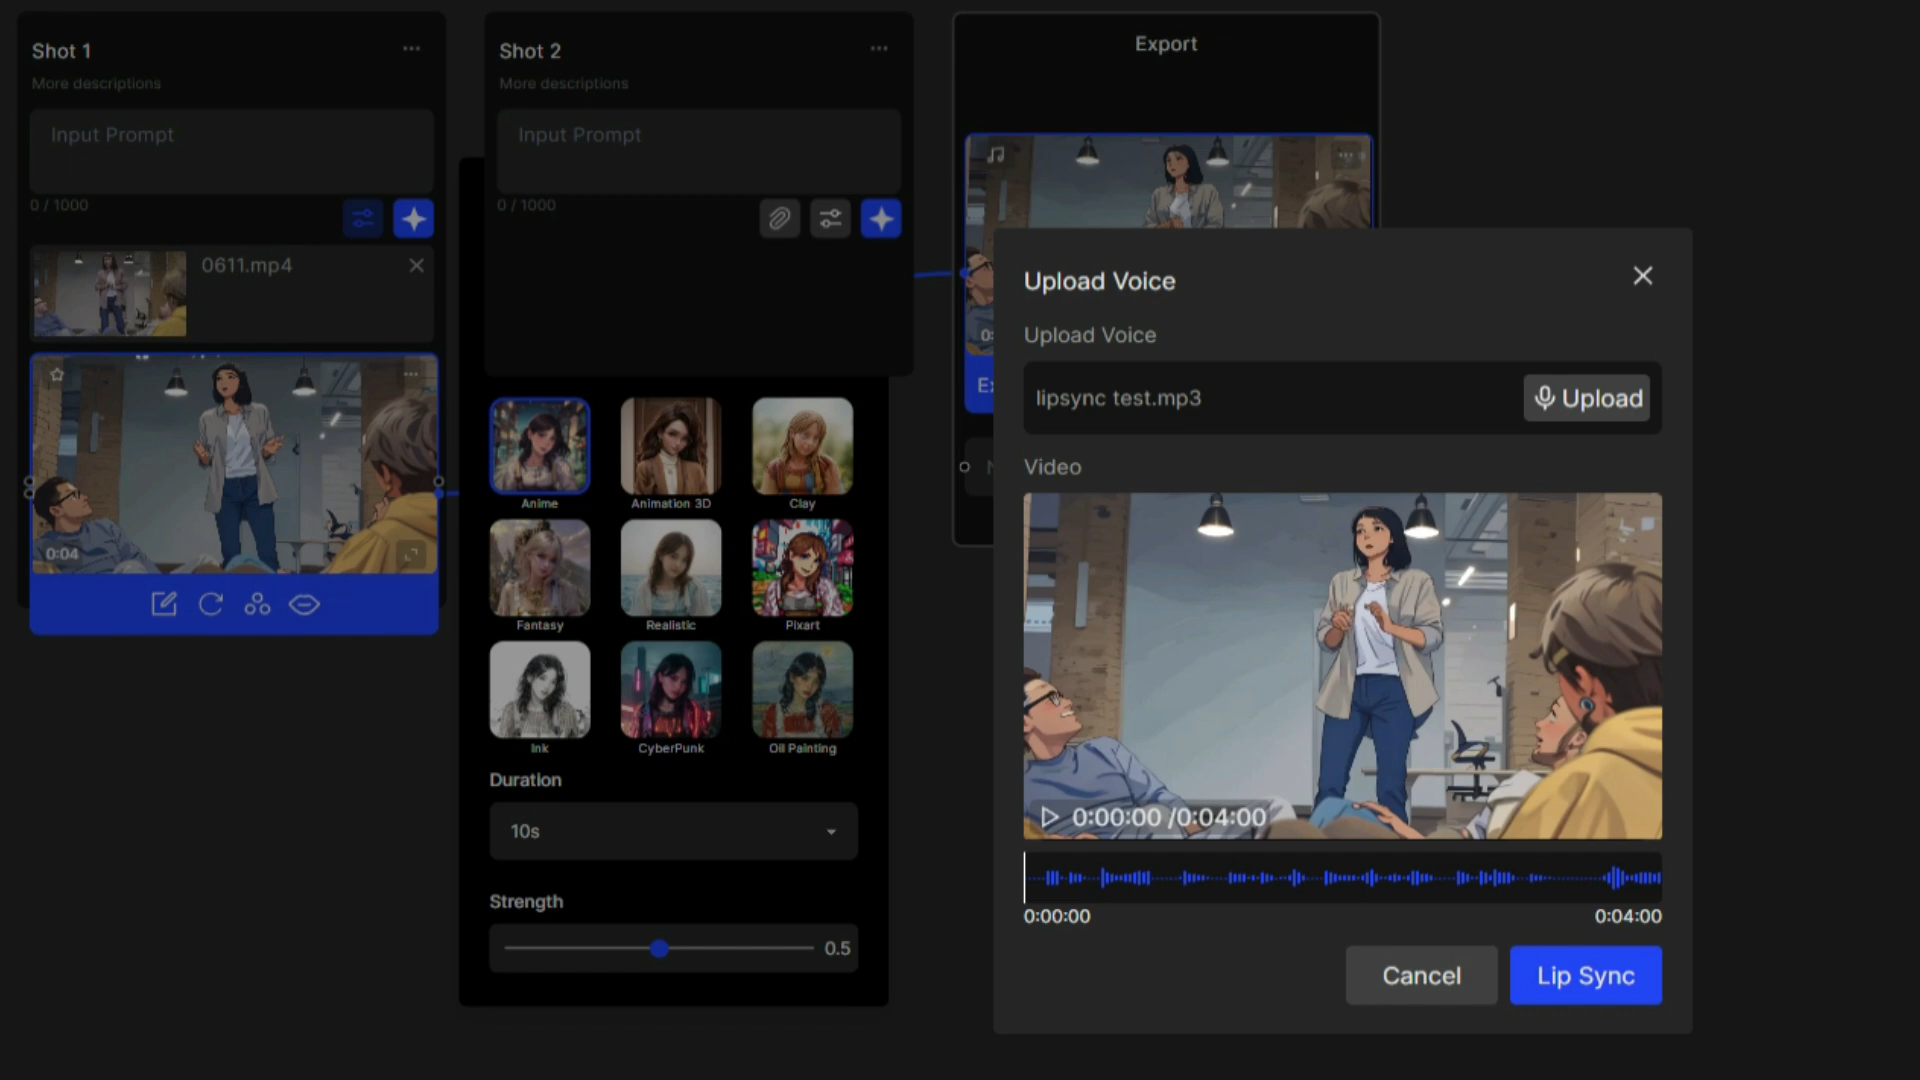 Shot 1
More descriptions
Input Prompt
0 / 1000
0611.mp4
0:04
Shot 2
More descriptions
Input Prompt
0 / 1000
Anime
Animation 3D
Clay
Fantasy
Realistic
Pixart
Ink
CyberPunk
Oil Painting
Duration
10s
Strength
0.5
Export
Upload Voice
Upload Voice
lipsync test.mp3
Upload
Video
0:00:00 /0:04:00
0:00:00
0:04:00
Cancel
Lip Sync